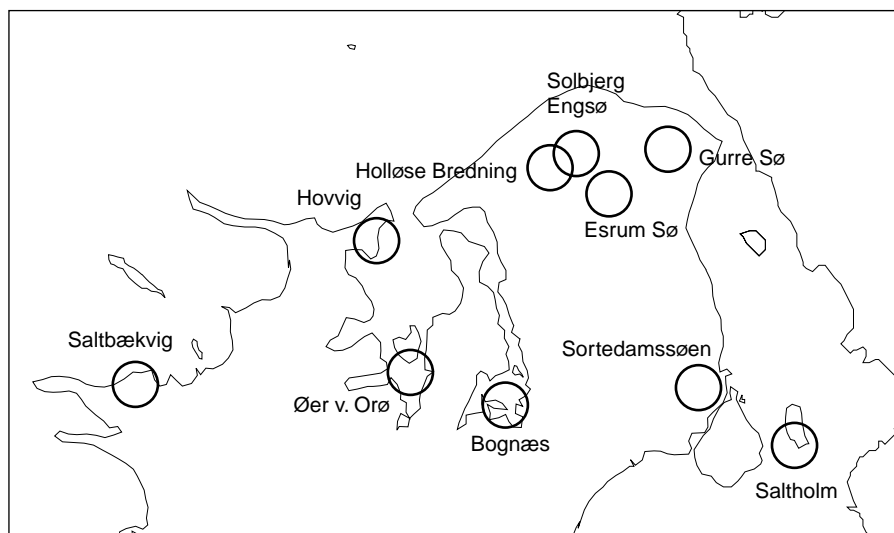 Solbjerg
Engsø
Gurre Sø
Holløse Bredning
Hovvig
Esrum Sø
Saltbækvig
Sortedamssøen
Øer v. Orø
Bognæs
Saltholm